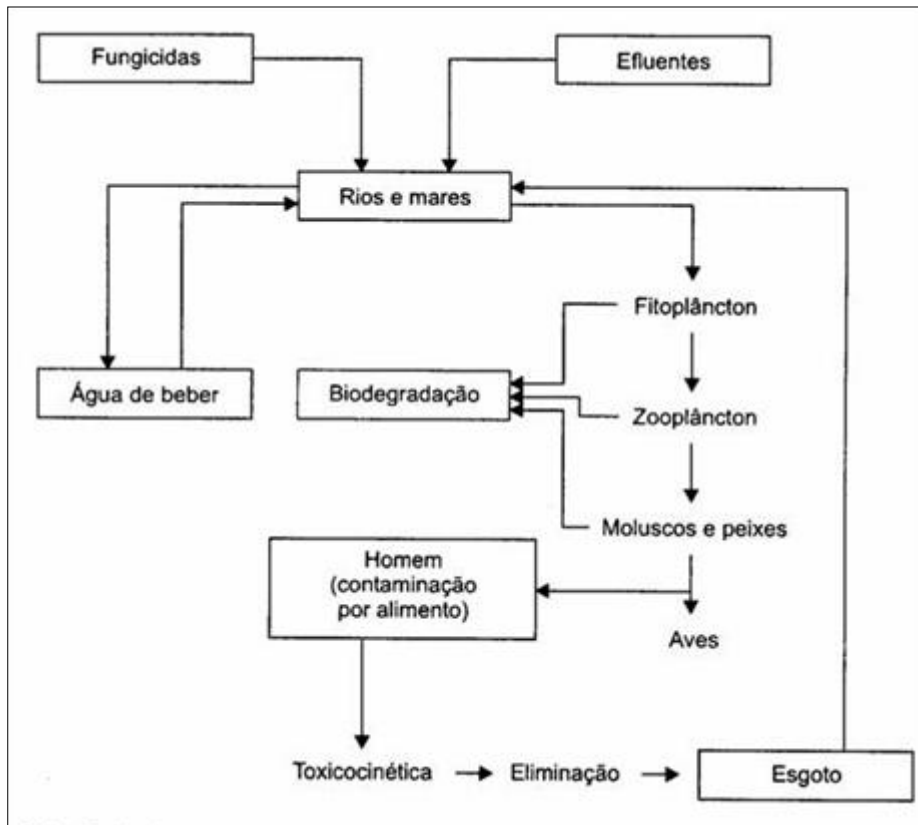 Fungicidas
Efluentes
Rios e mares
Fitoplâncton
Água de beber
Biodegradação
Zooplâncton
Moluscos e peixes
Homem
(contaminação
por alimento)
Aves
Toxicocinética
Eliminação
Esgoto